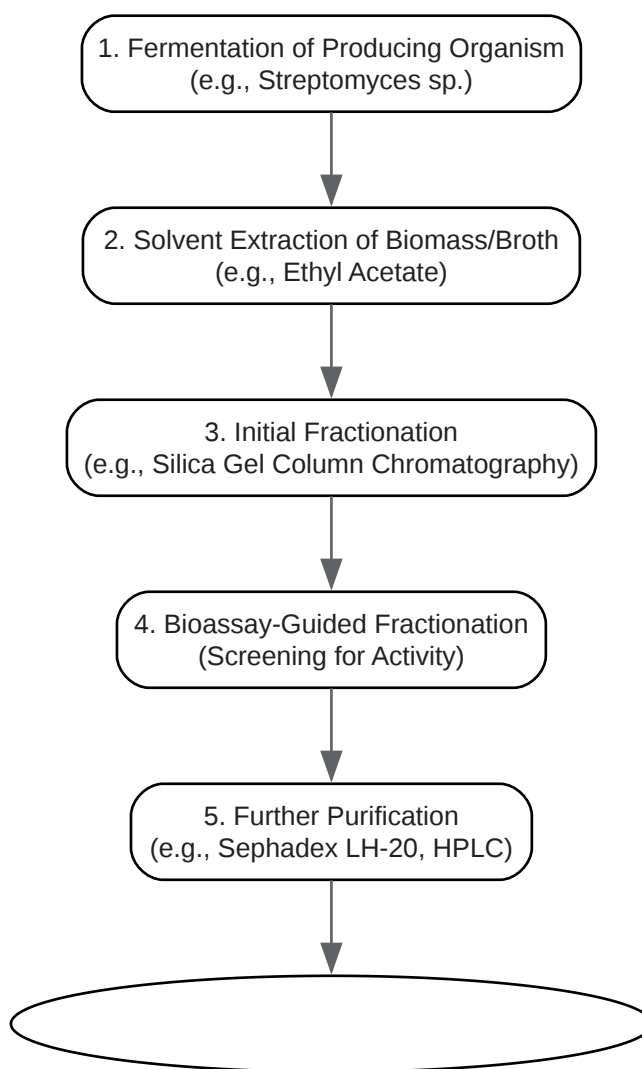 1. Fermentation of Producing Organism
(e.g., Streptomyces sp.)
2. Solvent Extraction of Biomass/Broth
(e.g., Ethyl Acetate)
3. Initial Fractionation
(e.g., Silica Gel Column Chromatography)
4. Bioassay-Guided Fractionation
(Screening for Activity)
5. Further Purification
(e.g., Sephadex LH-20, HPLC)